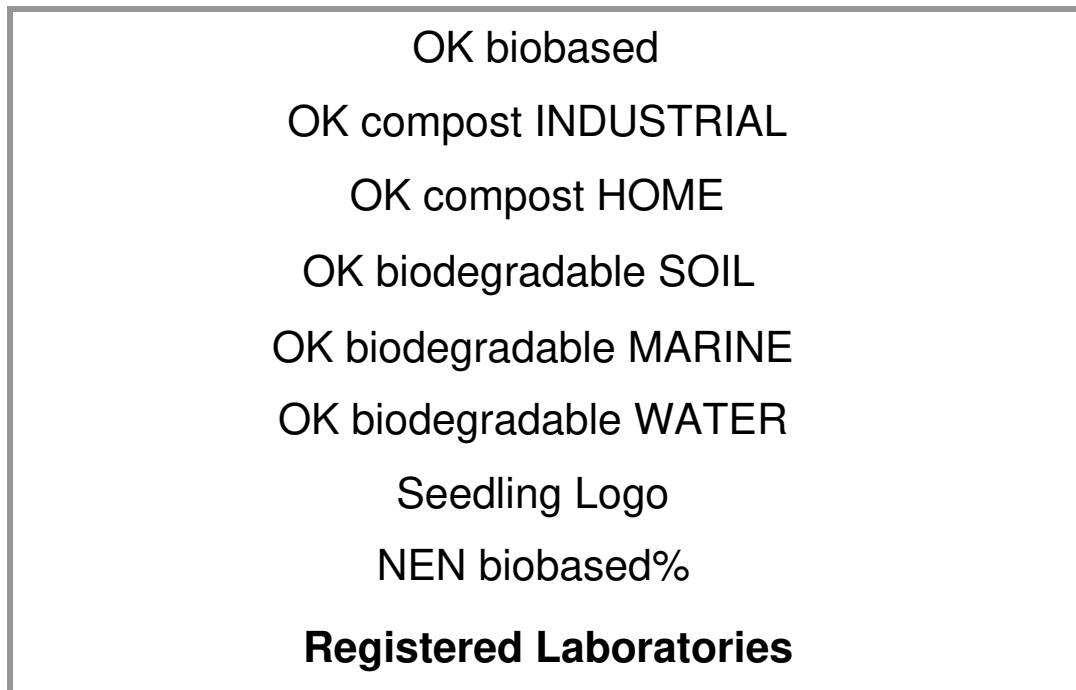 OK biobased
OK compost INDUSTRIAL
OK compost HOME
OK biodegradable SOIL
OK biodegradable MARINE
OK biodegradable WATER
Seedling Logo
NEN biobased%
Registered Laboratories